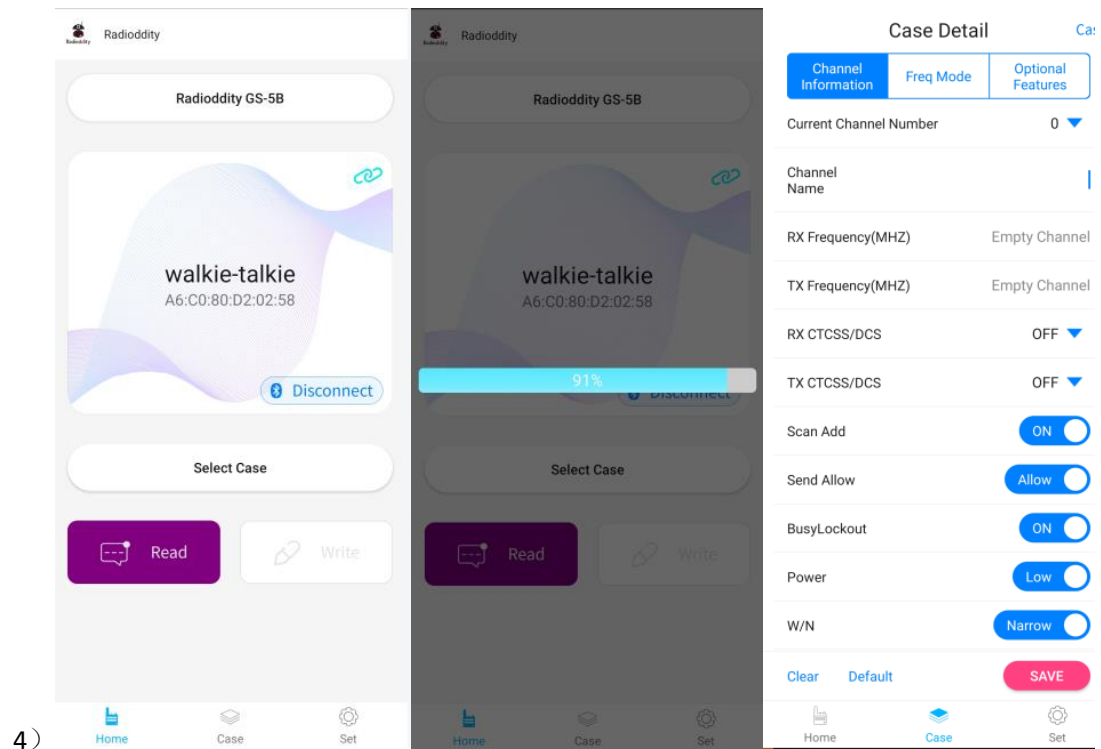 Radioddity
Radioddity
Radioddity GS-5B
walkie-talkie
A6:C0:80:D2:02:58
Disconnect
Select Case
Read
Write
Home
Case
Set
Radioddity
Radioddity
Radioddity GS-5B
walkie-talkie
A6:C0:80:D2:02:58
91%
Disconnect
Select Case
Read
Write
Home
Case
Set
Case Detail
Cas
Channel
Information
Freq Mode
Optional
Features
Current Channel Number 0
Channel
Name
RX Frequency(MHZ) Empty Channel
TX Frequency(MHZ) Empty Channel
RX CTCSS/DCS OFF
TX CTCSS/DCS OFF
Scan Add ON
Send Allow Allow
BusyLockout ON
Power Low
W/N Narrow
Clear Default SAVE
Home
Case
Set
4）